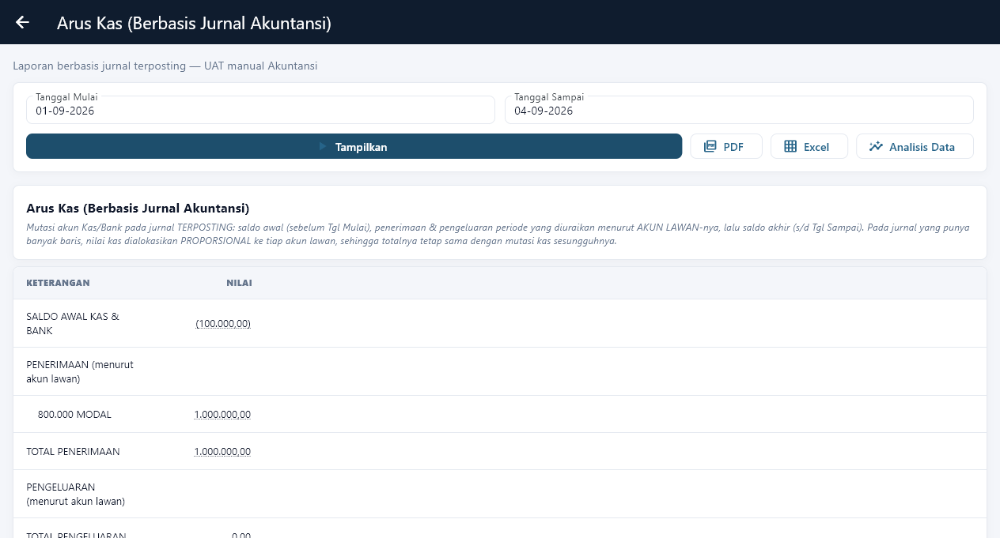 Arus Kas (Berbasis Jurnal Akuntansi)
Laporan berbasis jurnal terposting — UAT manual Akuntansi
Tanggal Mulai
01-09-2026
Tanggal Sampai
04-09-2026
Tampilkan
PDF
Excel
Analisis Data
Arus Kas (Berbasis Jurnal Akuntansi)
Mutasi akun Kas/Bank pada jurnal TERPOSTING: saldo awal (sebelum Tgl Mulai), penerimaan & pengeluaran periode yang diuraikan menurut AKUN LAWAN-nya, lalu saldo akhir (s/d Tgl Sampai). Pada jurnal yang punya
banyak baris, nilai kas dialokasikan PROPORSIONAL ke tiap akun lawan, sehingga totalnya tetap sama dengan mutasi kas sesungguhnya.
KETERANGAN NILAI
SALDO AWAL KAS &
BANK
(100.000,00)
PENERIMAAN (menurut
akun lawan)
800.000 MODAL 1.000.000,00
TOTAL PENERIMAAN 1.000.000,00
PENGELUARAN
(menurut akun lawan)
TOTAL PENGELUARAN 0,00